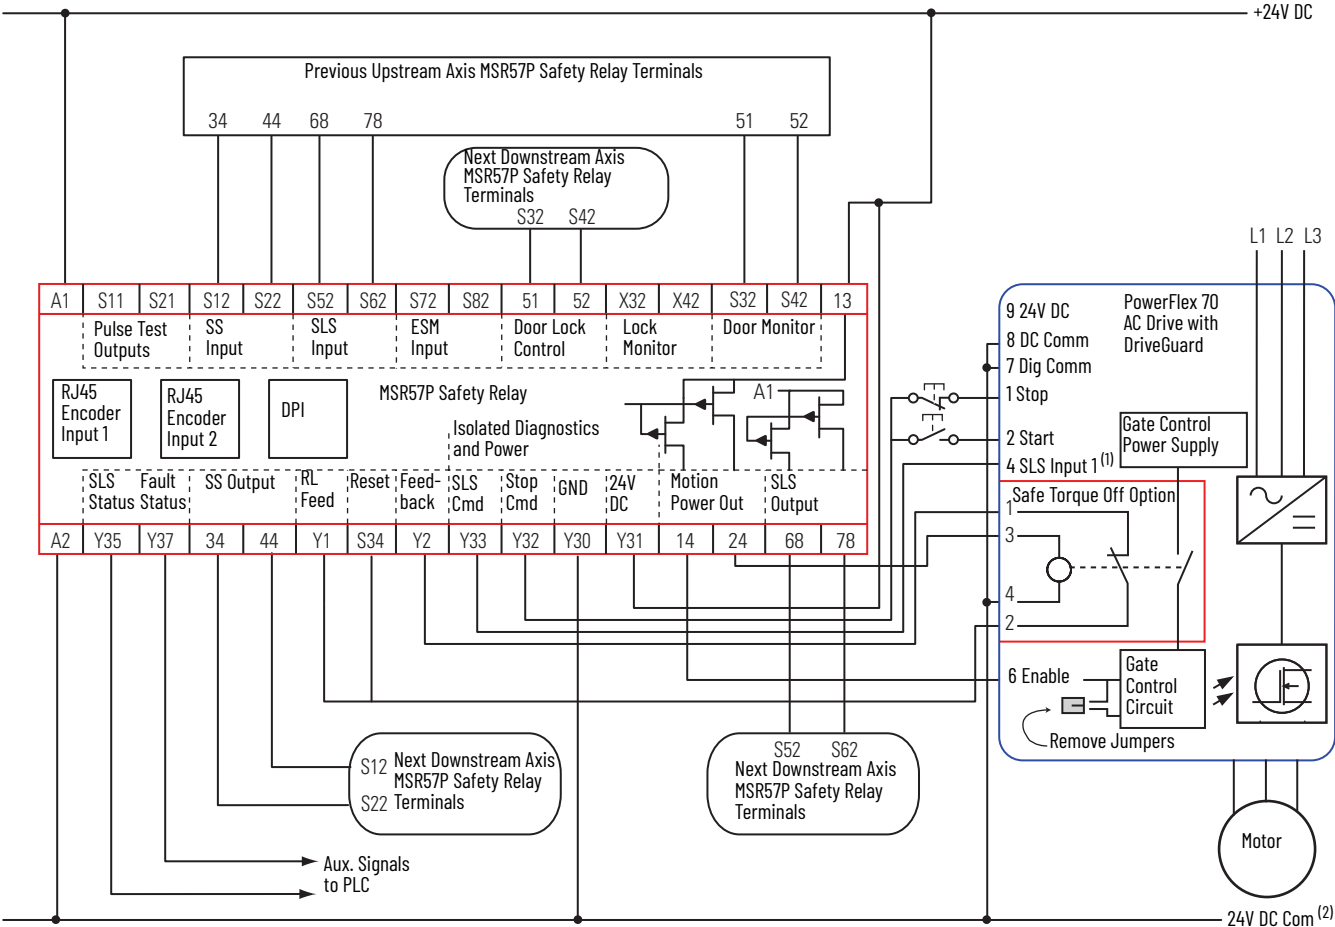 +24V DC
Previous Upstream Axis MSR57P Safety Relay Terminals
34 44 68 78 51 52
Next Downstream Axis
MSR57P Safety Relay
Terminals
S32 S42
L1 L2 L3
A1 S11 S21 S12 S22 S52 S62 S72 S82 51 52 X32 X42 S32 S42 13
Pulse Test
Outputs
SS
Input
SLS
Input
ESM
Input
Door Lock
Control
Lock
Monitor
Door Monitor
RJ45
Encoder
Input 1
RJ45
Encoder
Input 2
DPI
MSR57P Safety Relay
A1
Isolated Diagnostics
and Power
SLS
Status
Fault
Status
SS Output
RL
Feed
Reset
Feed-
back
SLS
Cmd
Stop
Cmd
GND
24V
DC
Motion
Power Out
SLS
Output
A2 Y35 Y37 34 44 Y1 S34 Y2 Y33 Y32 Y30 Y31 14 24 68 78
9 24V DC
8 DC Comm
7 Dig Comm
1 Stop
2 Start
4 SLS Input 1(1)
PowerFlex 70
AC Drive with
DriveGuard
Gate Control
Power Supply
Safe Torque Off Option
1
3
4
2
6 Enable
Gate
Control
Circuit
Remove Jumpers
S12
S22
Next Downstream Axis
MSR57P Safety Relay
Terminals
S52 S62
Next Downstream Axis
MSR57P Safety Relay
Terminals
Motor
Aux. Signals
to PLC
24V DC Com (2)